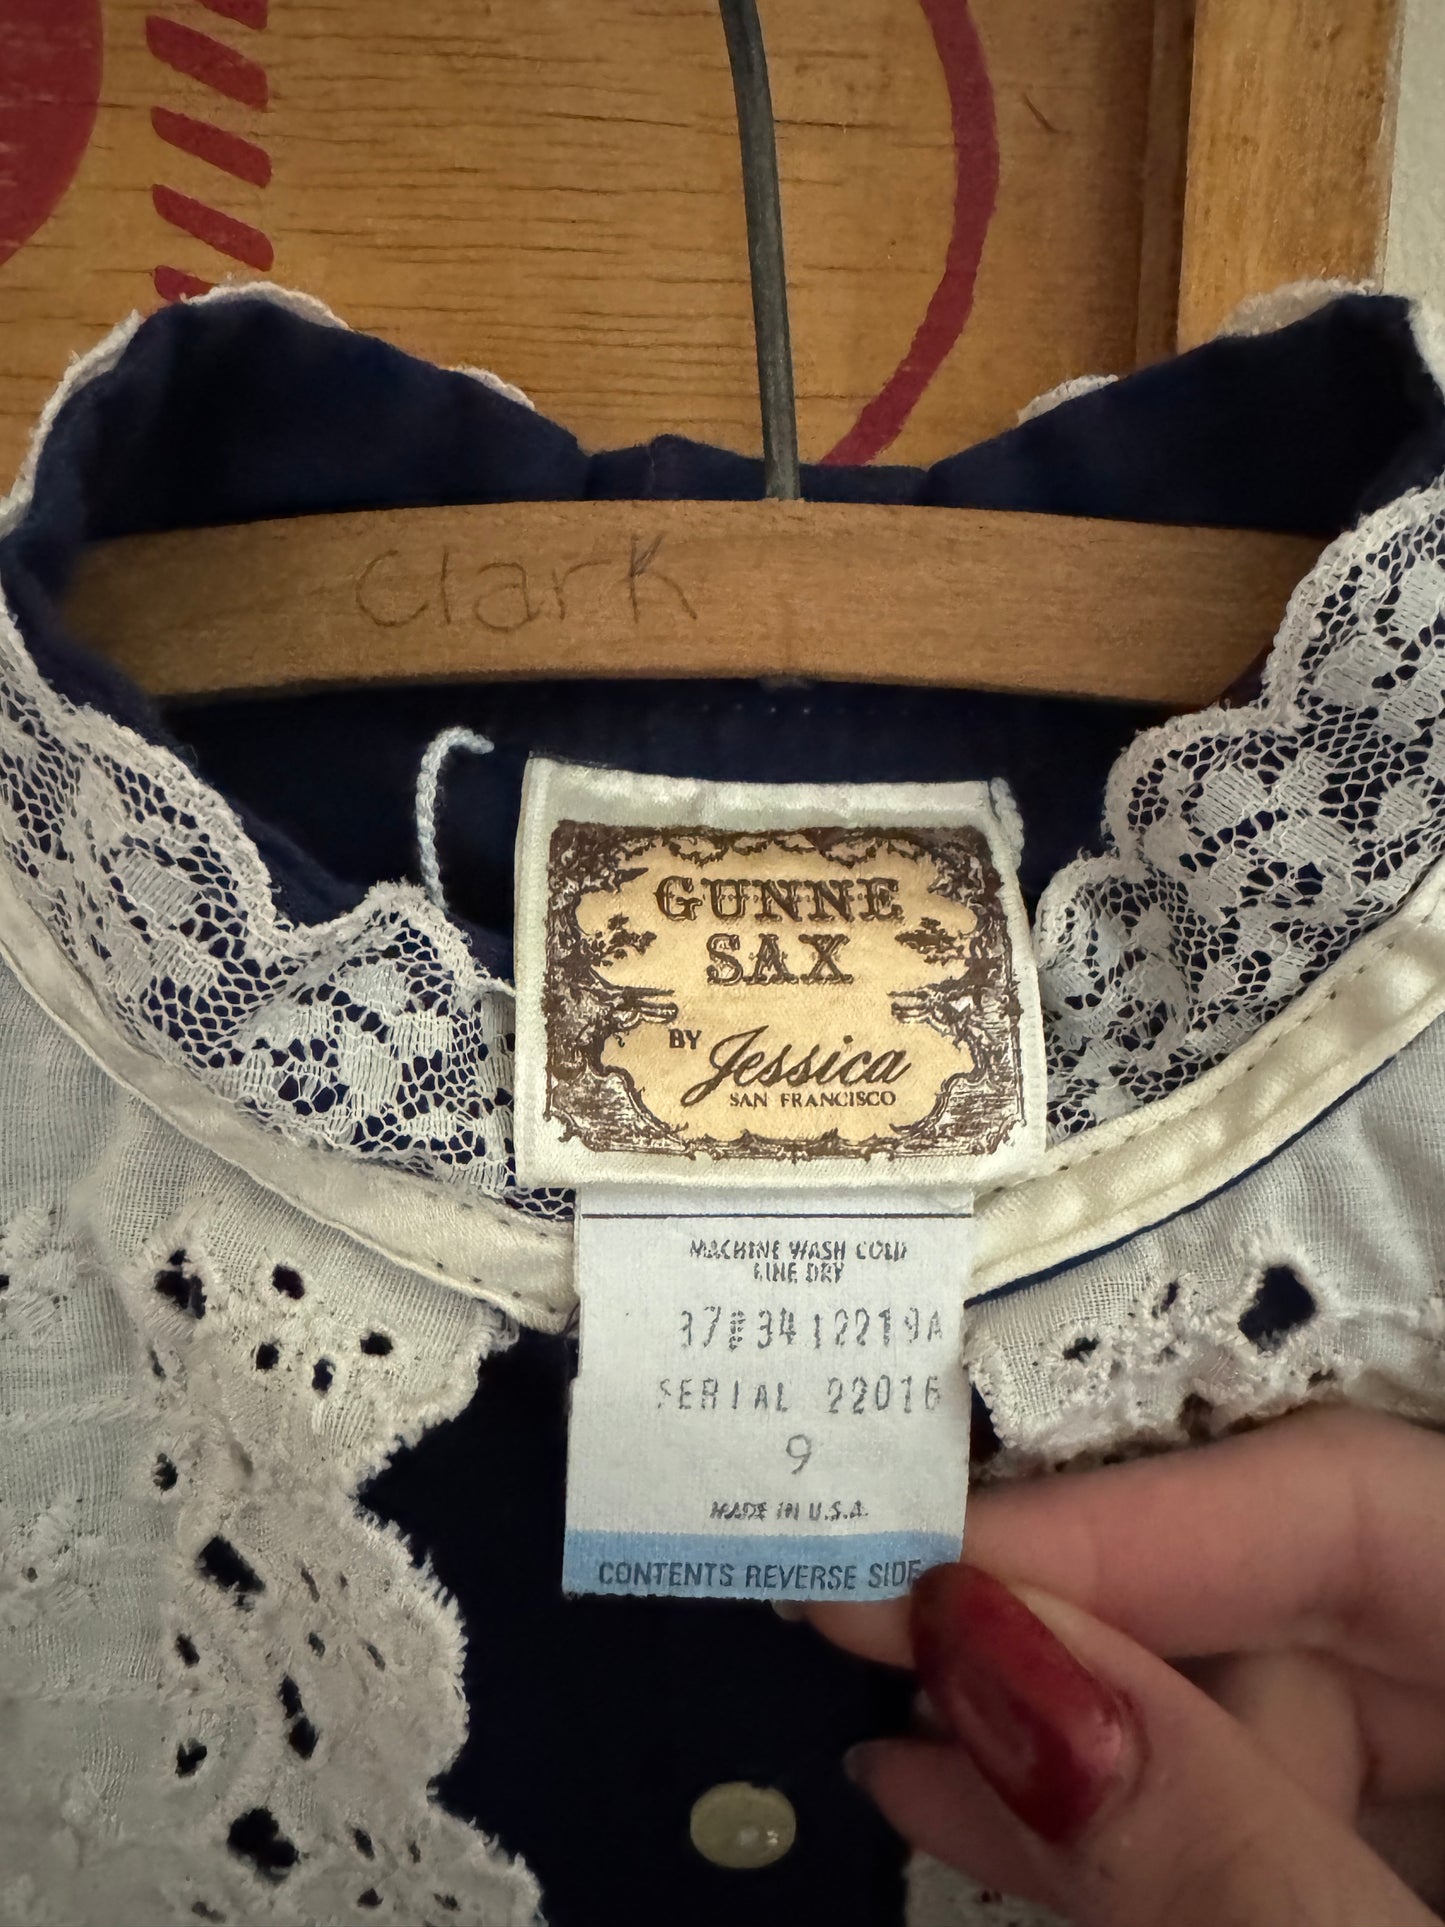 Clark
GUNNE
SAX
BY Jessica
SAN FRANCISCO
MACHINE WASH COLD
LINE DRY
SERIAL 22016
9
MADE IN U.S.A.
CONTENTS REVERSE SIDE